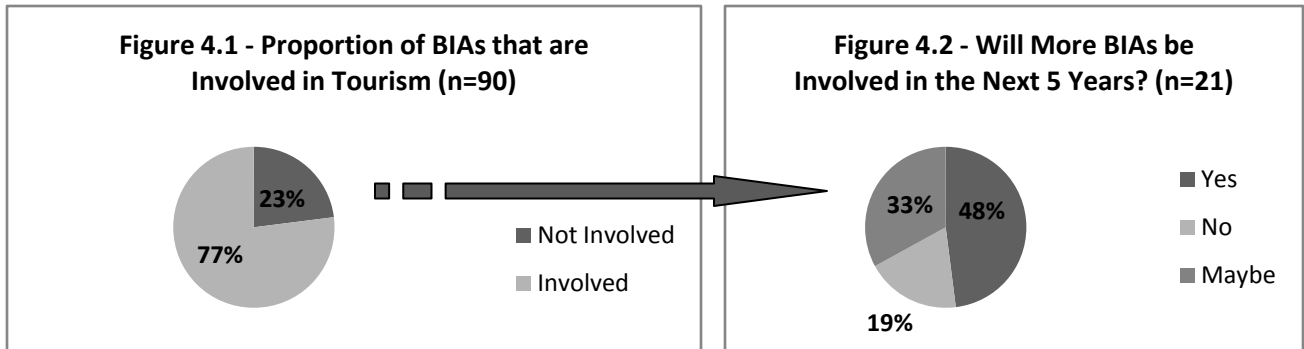 Figure 4.1 - Proportion of BIAs that are
Involved in Tourism (n=90)
23%
77%
Not Involved
Involved
Figure 4.2 - Will More BIAs be
Involved in the Next 5 Years? (n=21)
33%
48%
19%
Yes
No
Maybe